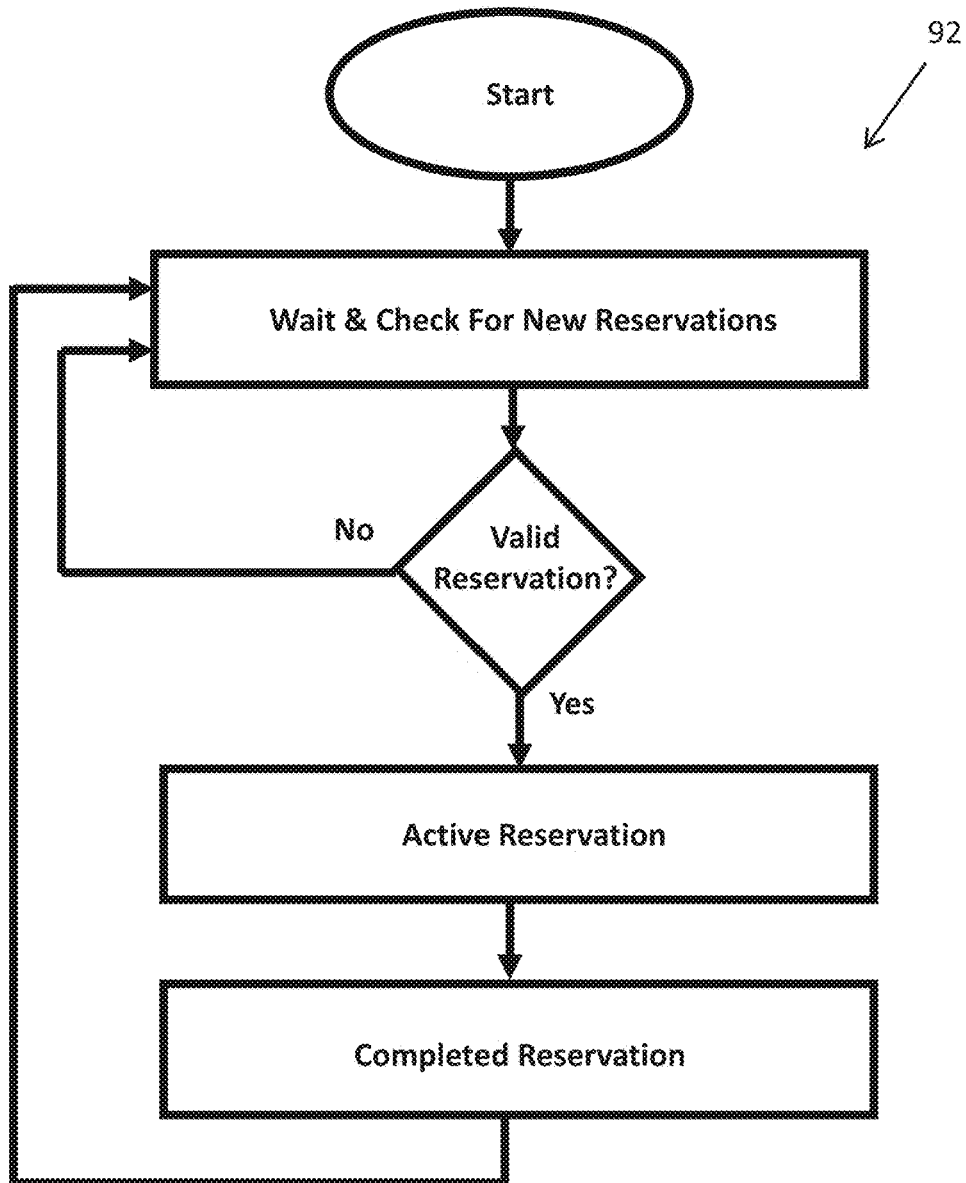 92
Start
Wait & Check For New Reservations
No
Valid
Reservation?
Yes
Active Reservation
Completed Reservation